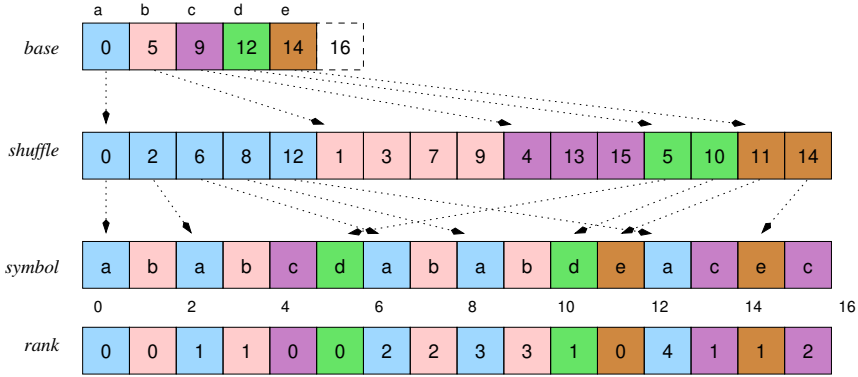 a b c d e
base 0 5 9 12 14 16
shuffle 0 2 6 8 12 1 3 7 9 4 13 15 5 10 11 14
symbol a b a b c d a b a b d e a c e c
0 2 4 6 8 10 12 14 16
rank 0 0 1 1 0 0 2 2 3 3 1 0 4 1 1 2